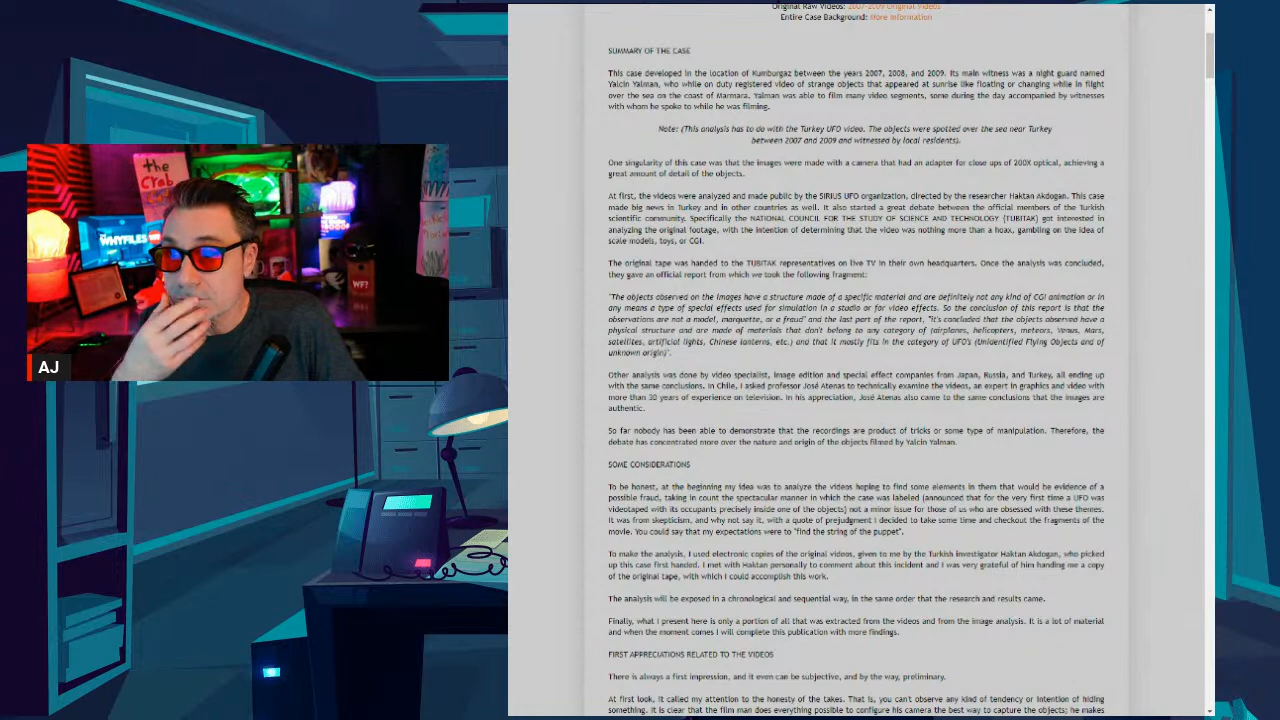 Original Raw Videos: 2007-2009 Original Videos
Entire Case Background: More Information
SUMMARY OF THE CASE
This case developed in the location of Kumburgaz between the years 2007, 2008, and 2009. Its main witness was a night guard named
Yalcin Yalman, who while on duty registered video of strange objects that appeared at sunrise like floating or changing while in flight
over the sea on the coast of Marmara. Yalman was able to film many video segments, some during the day accompanied by witnesses
with whom he spoke to while he was filming.
Note: (This analysis has to do with the Turkey UFO video. The objects were spotted over the sea near Turkey
between 2007 and 2009 and witnessed by local residents).
One singularity of this case was that the images were made with a camera that had an adapter for close ups of 200X optical, achieving a
great amount of detail of the objects.
At first, the videos were analyzed and made public by the SIRIUS UFO organization, directed by the researcher Haktan Akdogan. This case
made big news in Turkey and in other countries as well. It also started a great debate between the official members of the Turkish
scientific community. Specifically the NATIONAL COUNCIL FOR THE STUDY OF SCIENCE AND TECHNOLOGY (TUBITAK) got interested in
analyzing the original footage, with the intention of determining that the video was nothing more than a hoax, gambling on the idea of
scale models, toys, or CGI.
The original tape was handed to the TUBITAK representatives on live TV in their own headquarters. Once the analysis was concluded,
they gave an official report from which we took the following fragment:
"The objects observed on the images have a structure made of a specific material and are definitely not any kind of CGI animation or in
any means a type of special effects used for simulation in a studio or for video effects. So the conclusion of this report is that the
observations are not a model, marquette, or a fraud" and the last part of the report, "it's concluded that the objects observed have a
physical structure and are made of materials that don't belong to any category of (airplanes, helicopters, meteors, Venus, Mars,
satellites, artificial lights, Chinese lanterns, etc.) and that it mostly fits in the category of UFO's (Unidentified Flying Objects and of
unknown origin)".
Other analysis was done by video specialist, image edition and special effect companies from Japan, Russia, and Turkey, all ending up
with the same conclusions. In Chile, I asked professor José Atenas to technically examine the videos, an expert in graphics and video with
more than 30 years of experience on television. In his appreciation, José Atenas also came to the same conclusions that the images are
authentic.
So far nobody has been able to demonstrate that the recordings are product of tricks or some type of manipulation. Therefore, the
debate has concentrated more over the nature and origin of the objects filmed by Yalcin Yalman.
SOME CONSIDERATIONS
To be honest, at the beginning my idea was to analyze the videos hoping to find some elements in them that would be evidence of a
possible fraud, taking in count the spectacular manner in which the case was labeled (announced that for the very first time a UFO was
videotaped with its occupants precisely inside one of the objects) not a minor issue for those of us who are obsessed with these themes.
It was from skepticism, and why not say it, with a quote of prejudgment I decided to take some time and checkout the fragments of the
movie. You could say that my expectations were to "find the string of the puppet".
To make the analysis, I used electronic copies of the original videos, given to me by the Turkish investigator Haktan Akdogan, who picked
up this case first handed. I met with Haktan personally to comment about this incident and I was very grateful of him handing me a copy
of the original tape, with which I could accomplish this work.
The analysis will be exposed in a chronological and sequential way, in the same order that the research and results came.
Finally, what I present here is only a portion of all that was extracted from the videos and from the image analysis. It is a lot of material
and when the moment comes I will complete this publication with more findings.
FIRST APPRECIATIONS RELATED TO THE VIDEOS
There is always a first impression, and it even can be subjective, and by the way, preliminary.
At first look, it called my attention to the honesty of the takes. That is, you can't observe any kind of tendency or intention of hiding
something. It is clear that the film man does everything possible to configure his camera the best way to capture the objects; he makes
the
Crab
THE
WHYFILES
WF?
AJ